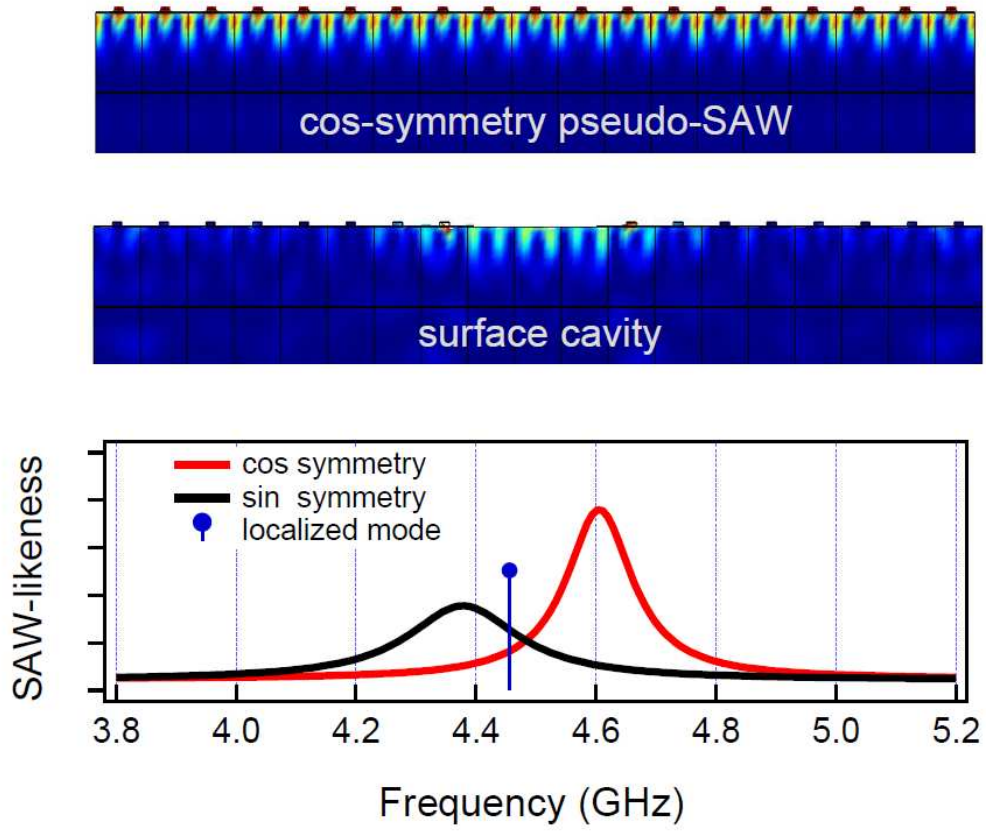 cos-symmetry pseudo-SAW
surface cavity
SAW-likeness
cos symmetry
sin symmetry
localized mode
3.8 4.0 4.2 4.4 4.6 4.8 5.0 5.2
Frequency (GHz)